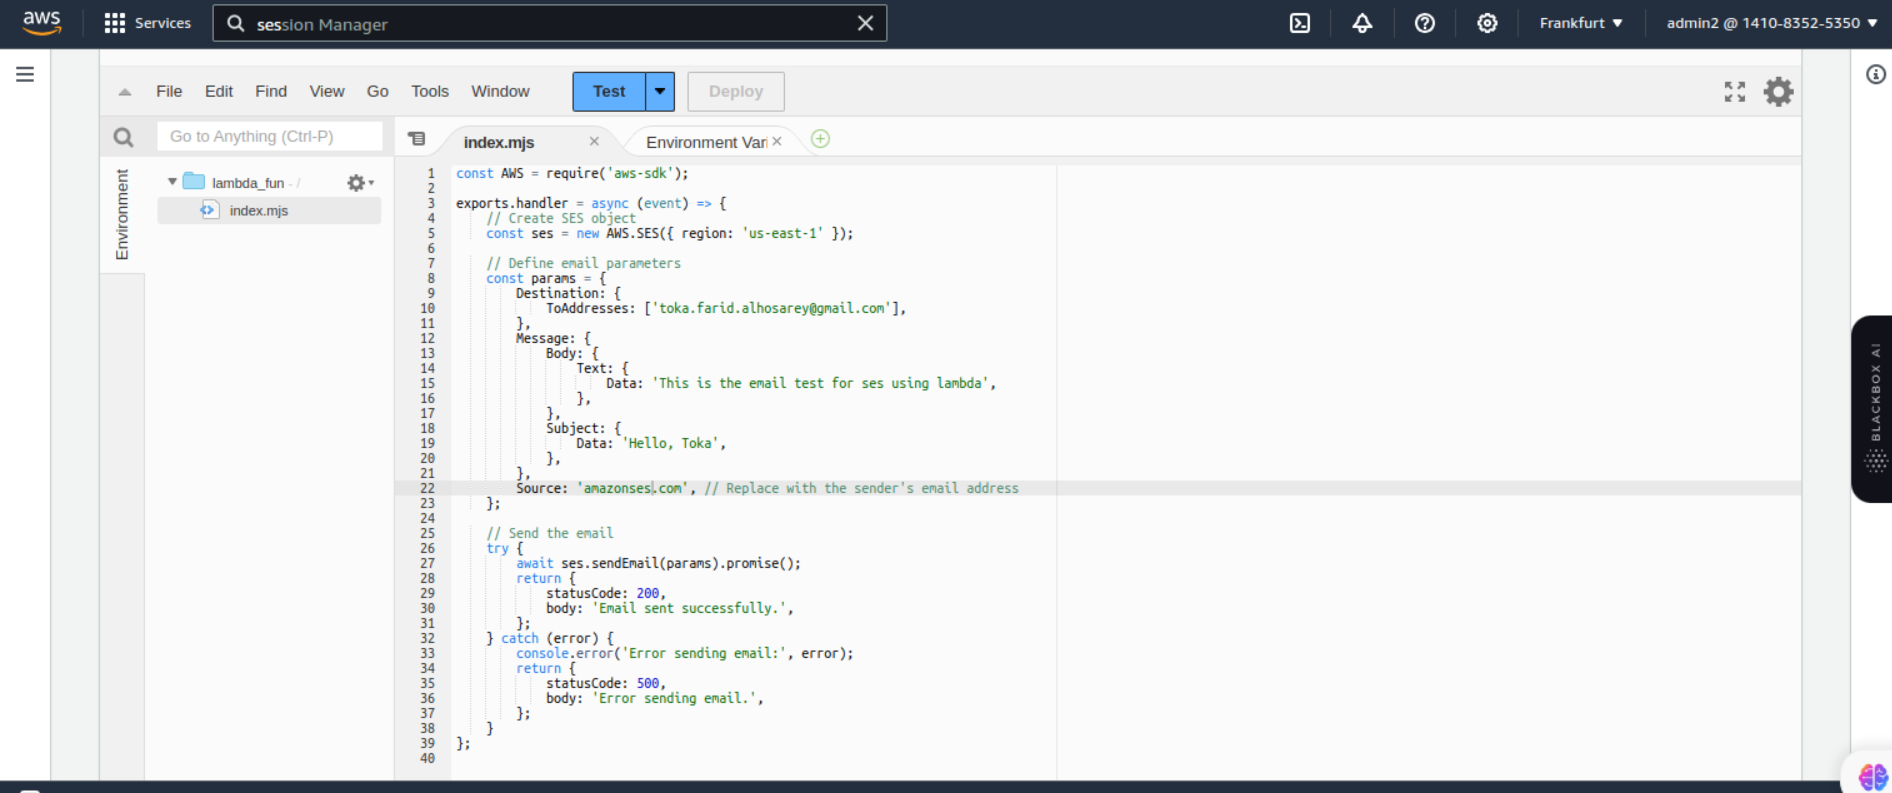 aws Services session Manager Frankfurt ▼ admin2 @ 1410-8352-5350 ▼
File Edit Find View Go Tools Window Test Deploy
Go to Anything (Ctrl-P)
index.mjs Environment Vari
Environment
lambda_fun - /
index.mjs
1 const AWS = require('aws-sdk');
2
3 exports.handler = async (event) => {
4 // Create SES object
5 const ses = new AWS.SES({ region: 'us-east-1' });
6
7 // Define email parameters
8 const params = {
9 Destination: {
10 ToAddresses: ['toka.farid.alhosarey@gmail.com'],
11 },
12 Message: {
13 Body: {
14 Text: {
15 Data: 'This is the email test for ses using lambda',
16 },
17 },
18 Subject: {
19 Data: 'Hello, Toka',
20 },
21 },
22 Source: 'amazonses.com', // Replace with the sender's email address
23 };
24
25 // Send the email
26 try {
27 await ses.sendEmail(params).promise();
28 return {
29 statusCode: 200,
30 body: 'Email sent successfully.',
31 };
32 } catch (error) {
33 console.error('Error sending email:', error);
34 return {
35 statusCode: 500,
36 body: 'Error sending email.',
37 };
38 }
39 };
40
BLACKBOX AI